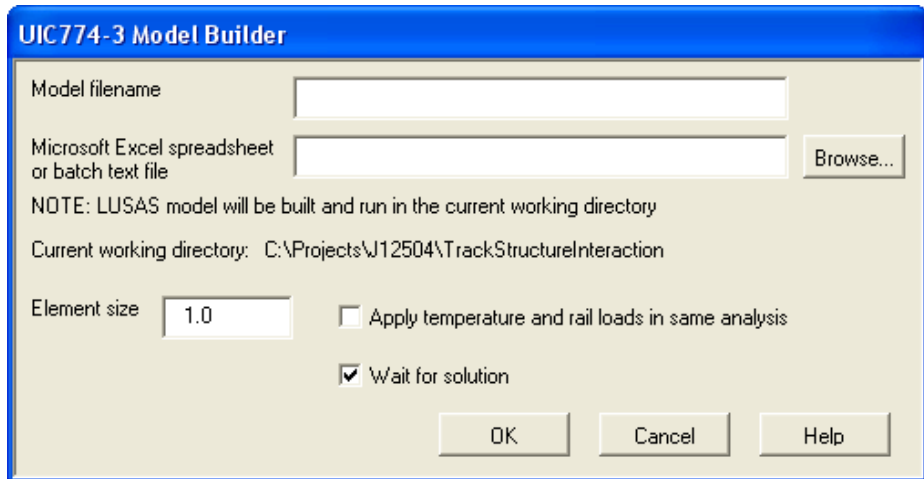 UIC774-3 Model Builder
Model filename
Microsoft Excel spreadsheet
or batch text file
Browse...
NOTE: LUSAS model will be built and run in the current working directory
Current working directory: C:\Projects\J12504\TrackStructureInteraction
Element size
1.0
Apply temperature and rail loads in same analysis
Wait for solution
OK
Cancel
Help